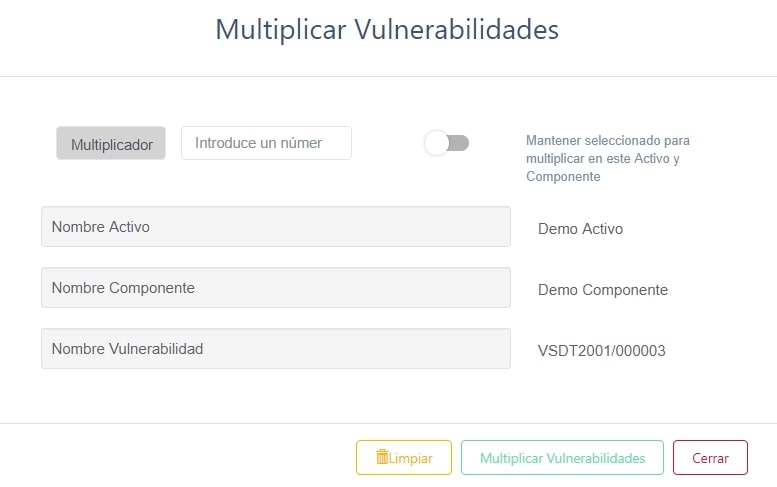 Multiplicar Vulnerabilidades
Multiplicador
Introduce un númer
Mantener seleccionado para
multiplicar en este Activo y
Componente
Nombre Activo
Demo Activo
Nombre Componente
Demo Componente
Nombre Vulnerabilidad
VSDT2001/000003
Limpiar
Multiplicar Vulnerabilidades
Cerrar